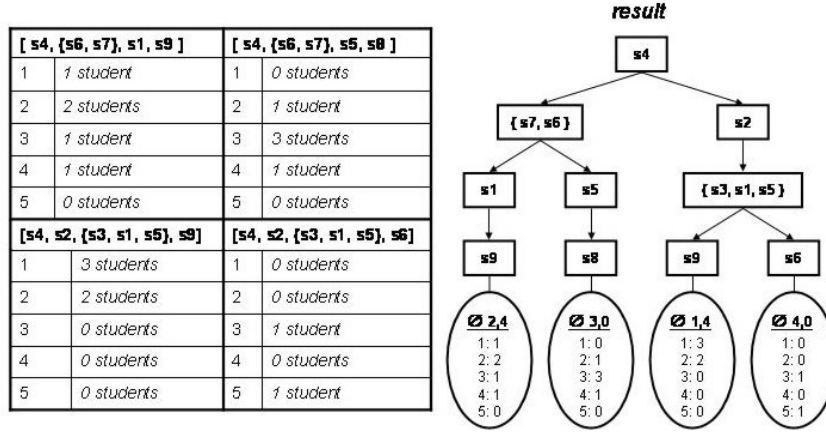 result
[ s4, {s6, s7}, s1, s9 ] [ s4, {s6, s7}, s5, s8 ]
1 1 student 1 0 students
2 2 students 2 1 student
3 1 student 3 3 students
4 1 student 4 1 student
5 0 students 5 0 students
[s4, s2, {s3, s1, s5}, s9] [s4, s2, {s3, s1, s5}, s6]
1 3 students 1 0 students
2 2 students 2 0 students
3 0 students 3 1 student
4 0 students 4 0 students
5 0 students 5 1 student
s4
{ s7, s6 } s2
s1 s5 { s3, s1, s5 }
s9 s8 s9 s6
Ø 2,4 Ø 3,0 Ø 1,4 Ø 4,0
1: 1 1: 0 1: 3 1: 0
2: 2 2: 1 2: 2 2: 0
3: 1 3: 3 3: 0 3: 1
4: 1 4: 1 4: 0 4: 0
5: 0 5: 0 5: 0 5: 1